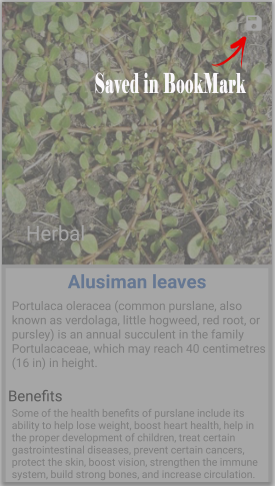 a
Saved in BookMark
Herbal
Alusiman leaves
Portulaca oleracea (common purslane, also
known as verdolaga, little hogweed, red root, or
pursley) is an annual succulent in the family
Portulacaceae, which may reach 40 centimetres
(16 in) in height.
Benefits
Some of the health benefits of purslane include its
ability to help lose weight, boost heart health, help in
the proper development of children, treat certain
gastrointestinal diseases, prevent certain cancers,
protect the skin, boost vision, strengthen the immune
system, build strong bones, and increase circulation.